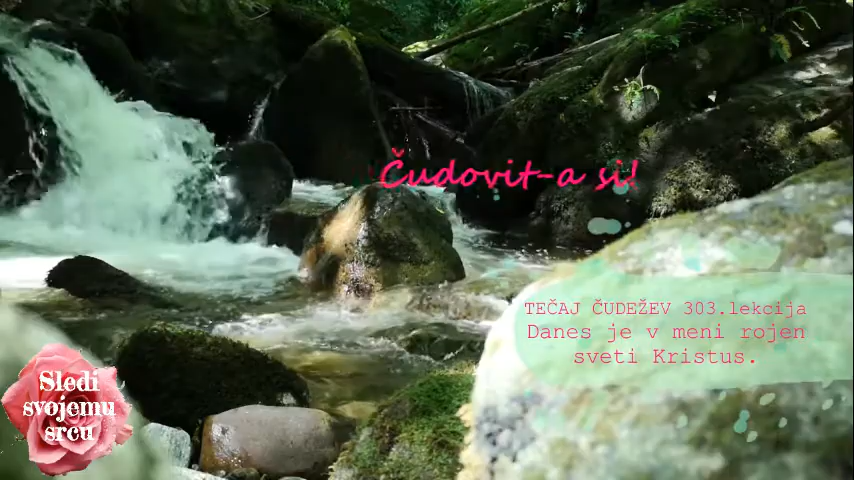 Čudovit-a si!
TEČAJ ČUDEŽEV 303.lekcija
Danes je v meni rojen
sveti Kristus.
Sledi
svojemu
srcu